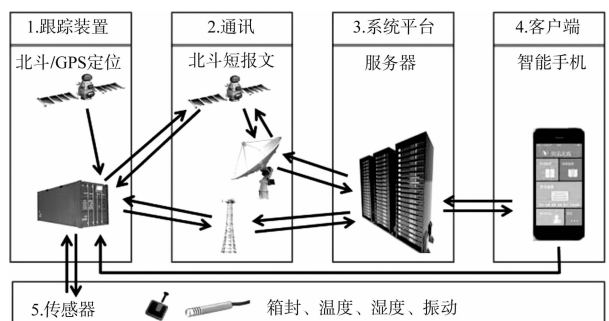 1.跟踪装置
北斗/GPS定位
2.通讯
北斗短报文
3.系统平台
服务器
4.客户端
智能手机
5.传感器
箱封、温度、湿度、振动